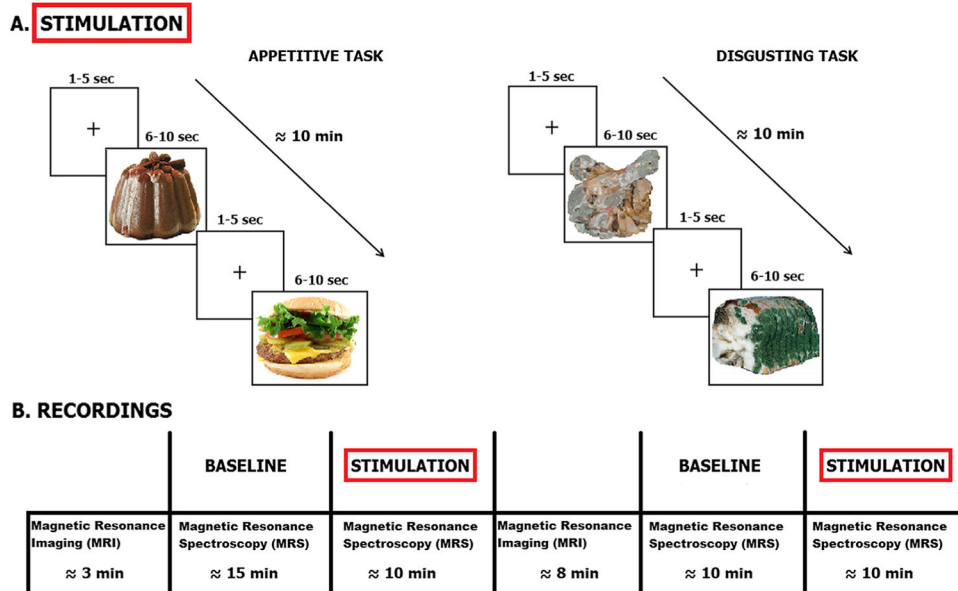 A. STIMULATION
APPETITIVE TASK
DISGUSTING TASK
1-5 sec
≈ 10 min
6-10 sec
1-5 sec
6-10 sec
1-5 sec
≈ 10 min
6-10 sec
1-5 sec
6-10 sec
B. RECORDINGS
BASELINE
STIMULATION
BASELINE
STIMULATION
Magnetic Resonance
Imaging (MRI)
≈ 3 min
Magnetic Resonance
Spectroscopy (MRS)
≈ 15 min
Magnetic Resonance
Spectroscopy (MRS)
≈ 10 min
Magnetic Resonance
Imaging (MRI)
≈ 8 min
Magnetic Resonance
Spectroscopy (MRS)
≈ 10 min
Magnetic Resonance
Spectroscopy (MRS)
≈ 10 min